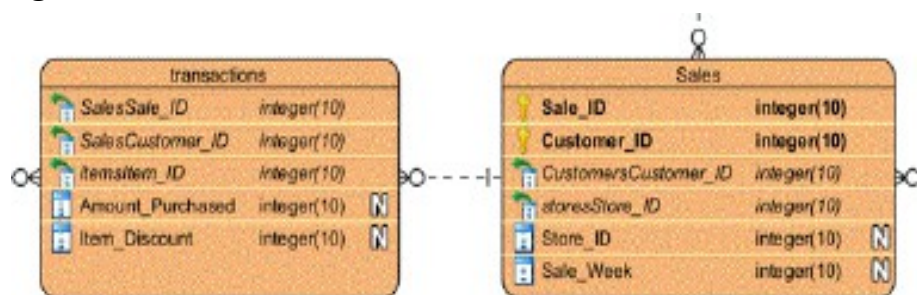 transactions
SalesSale_ID integer(10)
SalesCustomer_ID integer(10)
ItemsItem_ID integer(10)
Amount_Purchased integer(10) N
Item_Discount integer(10) N
Sales
Sale_ID integer(10)
Customer_ID integer(10)
CustomersCustomer_ID integer(10)
storesStore_ID integer(10)
Store_ID integer(10) N
Sale_Week integer(10) N